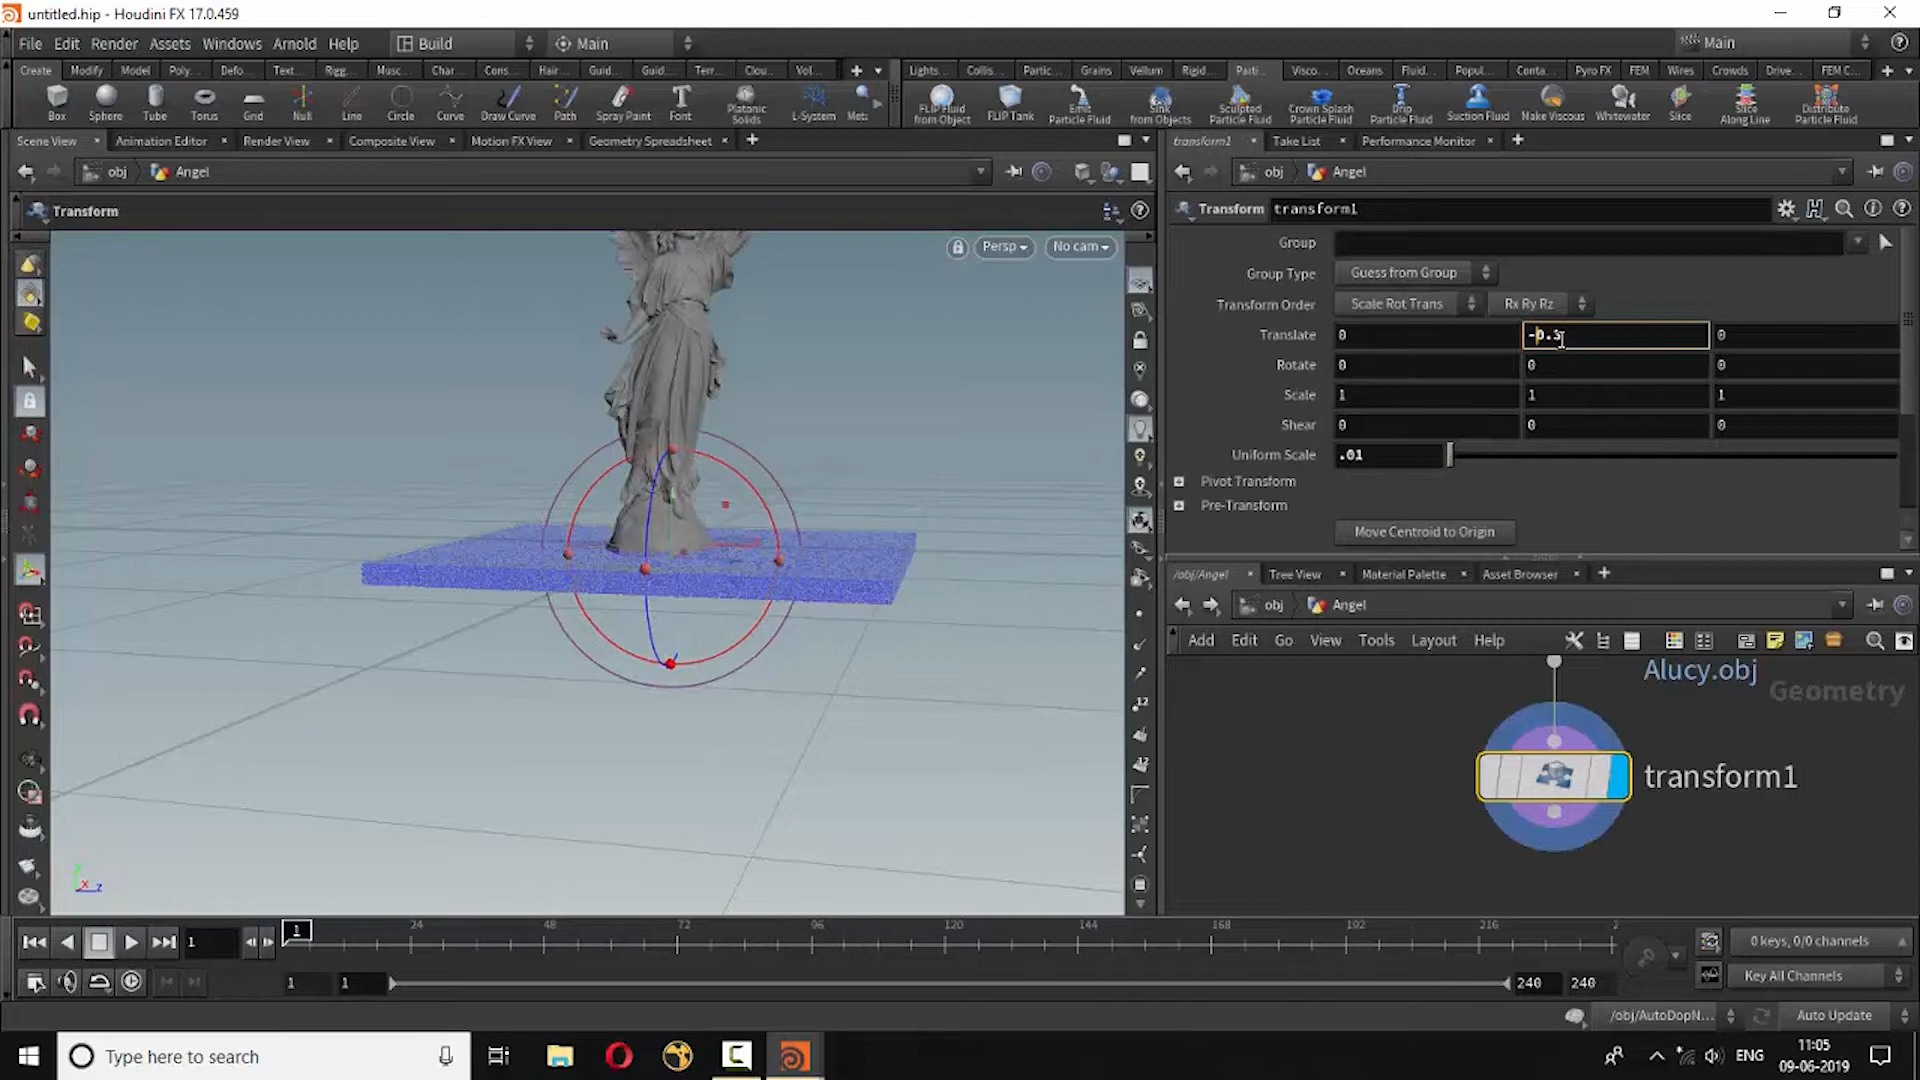 untitled.hip - Houdini FX 17.0.459
File Edit Render Assets Windows Arnold Help Build Main Main
Create Modify Model Poly... Defo... Text... Rigg... Musc... Char... Cons... Hair... Guid... Guid... Terr... Clou... Vol...
Lights... Collis... Partic... Grains Vellum Rigid... Parti... Visco... Oceans Fluid... Popul... Conta... Pyro FX FEM Wires Crowds Drive... FEM C...
Box Sphere Tube Torus Grid Null Line Circle Curve Draw Curve Path Spray Paint Font Platonic Solids L-System Met
FLIP Fluid from Object FLIP Tank Emit Particle Fluid Sink from Objects Sculpted Particle Fluid Crown Splash Particle Fluid Drip Particle Fluid Suction Fluid Make Viscous Whitewater Slice Slice Along Line Distribute Particle Fluid
Scene View Animation Editor Render View Composite View Motion FX View Geometry Spreadsheet
transform1 Take List Performance Monitor
obj Angel
obj Angel
Transform
Transform transform1
Persp No cam
Group
Group Type Guess from Group
Transform Order Scale Rot Trans Rx Ry Rz
Translate 0 -0.3 0
Rotate 0 0 0
Scale 1 1 1
Shear 0 0 0
Uniform Scale .01
Pivot Transform
Pre-Transform
Move Centroid to Origin
/obj/Angel Tree View Material Palette Asset Browser
obj Angel
Add Edit Go View Tools Layout Help
Alucy.obj
Geometry
transform1
12
12
x z
1 1 24 48 72 96 120 144 168 192 216 2
0 keys, 0/0 channels
1 1 240 240 Key All Channels
/obj/AutoDopN... Auto Update
Type here to search
ENG
11:05
09-06-2019